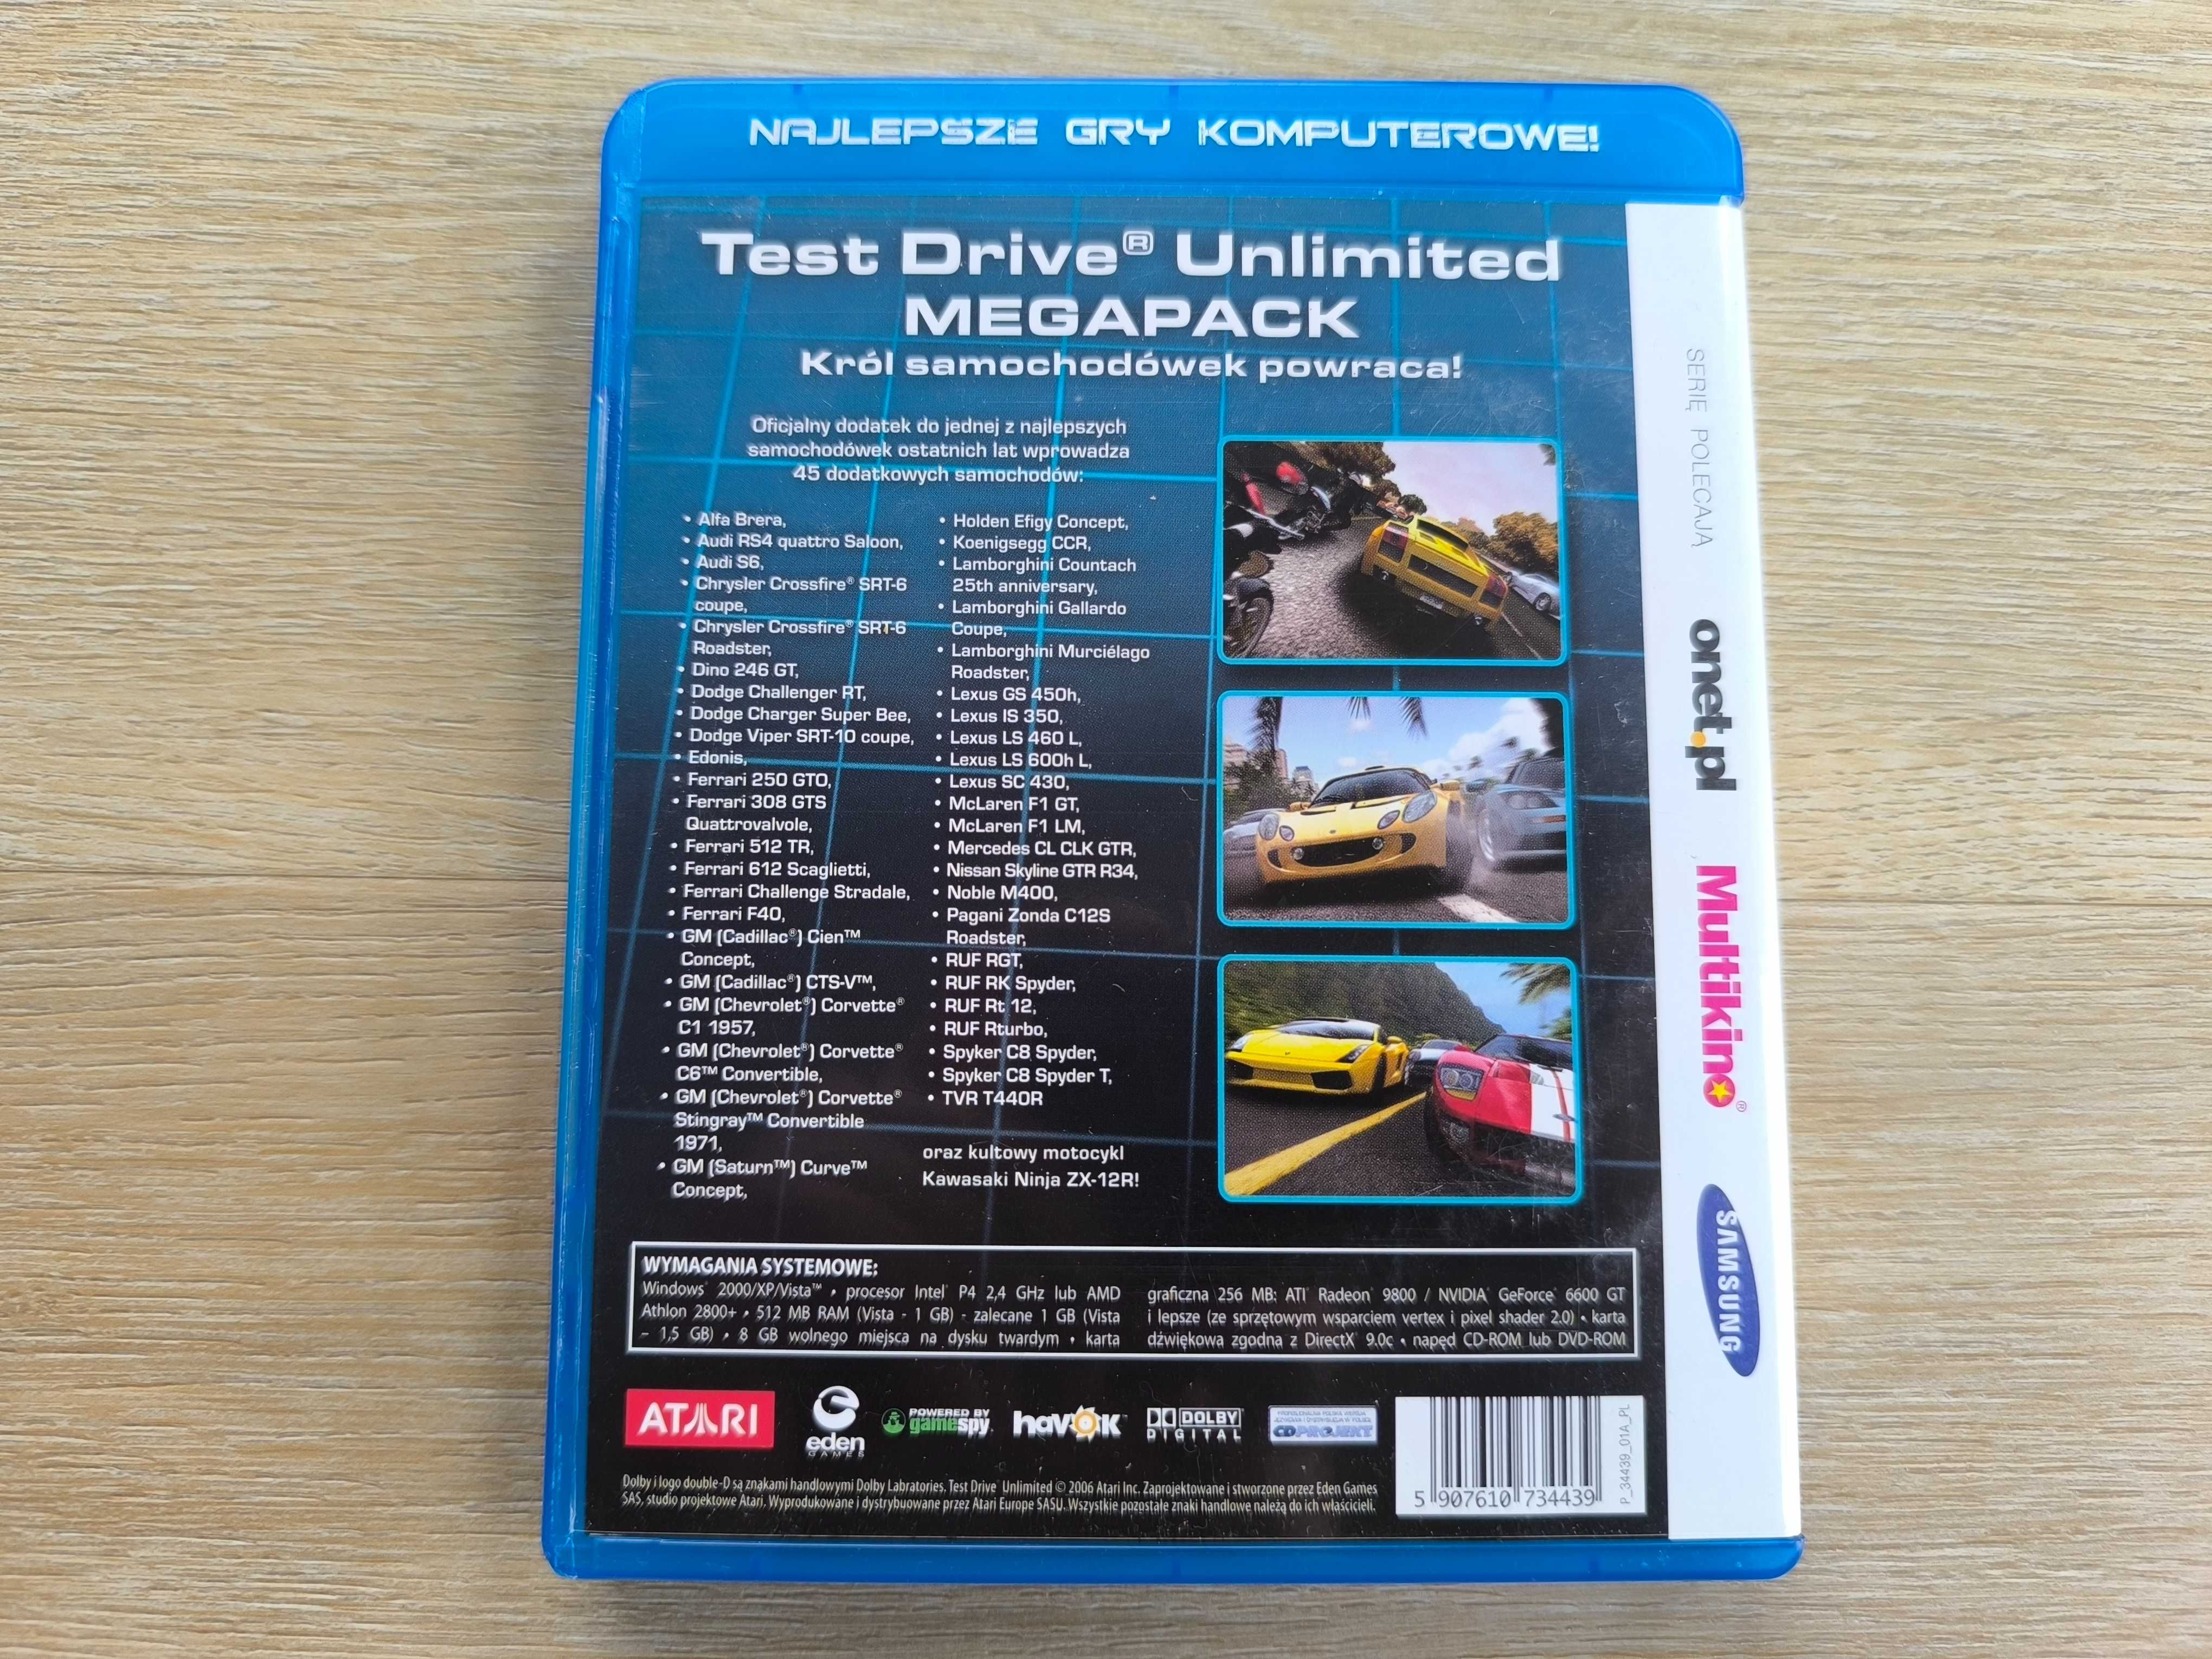 NAJLEPSZE GRY KOMPUTEROWE!
Test Drive® Unlimited
MEGAPACK
Król samochodówek powraca!
Oficjalny dodatek do jednej z najlepszych
samochodówek ostatnich lat wprowadza
45 dodatkowych samochodów:
• Alfa Brera,
• Audi RS4 quattro Saloon,
• Audi S6,
• Chrysler Crossfire® SRT-6
coupe,
• Chrysler Crossfire® SRT-6
Roadster,
• Dino 246 GT,
• Dodge Challenger RT,
• Dodge Charger Super Bee,
• Dodge Viper SRT-10 coupe,
• Edonis,
• Ferrari 250 GTO,
• Ferrari 308 GTS
Quattrovalvole,
• Ferrari 512 TR,
• Ferrari 612 Scaglietti,
• Ferrari Challenge Stradale,
• Ferrari F40,
• GM (Cadillac®) Cien™
Concept,
• GM (Cadillac®) CTS-V™,
• GM (Chevrolet®) Corvette®
C1 1957,
• GM (Chevrolet®) Corvette®
C6™ Convertible,
• GM (Chevrolet®) Corvette®
Stingray™ Convertible
1971,
• GM (Saturn™) Curve™
Concept,
• Holden Efigy Concept,
• Koenigsegg CCR,
• Lamborghini Countach
25th anniversary,
• Lamborghini Gallardo
Coupe,
• Lamborghini Murciélago
Roadster,
• Lexus GS 450h,
• Lexus IS 350,
• Lexus LS 460 L,
• Lexus LS 600h L,
• Lexus SC 430,
• McLaren F1 GT,
• McLaren F1 LM,
• Mercedes CL CLK GTR,
• Nissan Skyline GTR R34,
• Noble M400,
• Pagani Zonda C12S
Roadster,
• RUF RGT,
• RUF RK Spyder,
• RUF Rt 12,
• RUF Rturbo,
• Spyker C8 Spyder,
• Spyker C8 Spyder T,
• TVR T440R
oraz kultowy motocykl
Kawasaki Ninja ZX-12R!
WYMAGANIA SYSTEMOWE:
Windows® 2000/XP/Vista™ • procesor Intel® P4 2,4 GHz lub AMD
Athlon 2800+ • 512 MB RAM (Vista - 1 GB) - zalecane 1 GB (Vista
– 1,5 GB) • 8 GB wolnego miejsca na dysku twardym • karta
graficzna 256 MB: ATI® Radeon® 9800 / NVIDIA® GeForce® 6600 GT
i lepsze (ze sprzętowym wsparciem vertex i pixel shader 2.0) • karta
dźwiękowa zgodna z DirectX® 9.0c • napęd CD-ROM lub DVD-ROM
ATARI
eden
GAMES
POWERED BY
gamespy
havok™
DOLBY
DIGITAL
PROFESJONALNA POLSKA WERSJA
JĘZYKOWA I DYSTRYBUCJA W POLSCE
CD PROJEKT
5 907610 734439
P_34439_01A_PL
Dolby i logo double-D są znakami handlowymi Dolby Labratories. Test Drive® Unlimited © 2006 Atari Inc. Zaprojektowane i stworzone przez Eden Games
SAS, studio projektowe Atari. Wyprodukowane i dystrybuowane przez Atari Europe SASU. Wszystkie pozostałe znaki handlowe należą do ich właścicieli.
SERIĘ POLECAJĄ
onet.pl
Multikino®
SAMSUNG